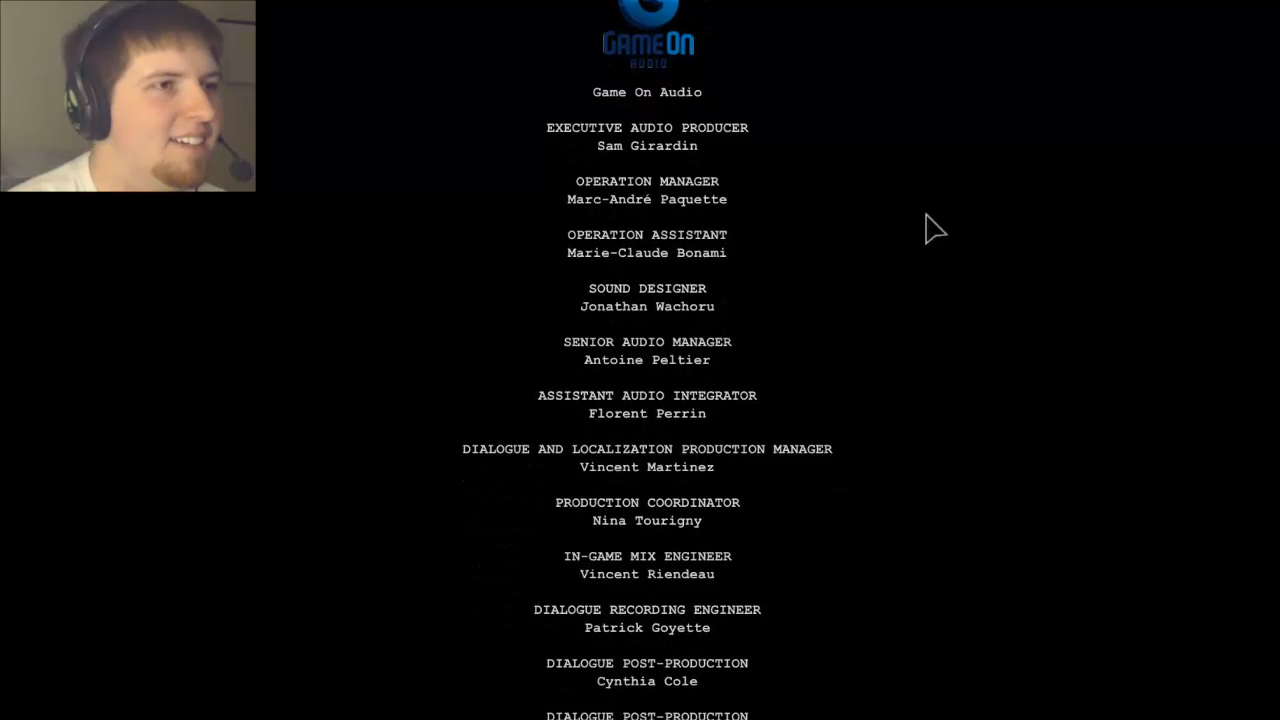 GAMEON
AUDIO
Game On Audio
EXECUTIVE AUDIO PRODUCER
Sam Girardin
OPERATION MANAGER
Marc-André Paquette
OPERATION ASSISTANT
Marie-Claude Bonami
SOUND DESIGNER
Jonathan Wachoru
SENIOR AUDIO MANAGER
Antoine Peltier
ASSISTANT AUDIO INTEGRATOR
Florent Perrin
DIALOGUE AND LOCALIZATION PRODUCTION MANAGER
Vincent Martinez
PRODUCTION COORDINATOR
Nina Tourigny
IN-GAME MIX ENGINEER
Vincent Riendeau
DIALOGUE RECORDING ENGINEER
Patrick Goyette
DIALOGUE POST-PRODUCTION
Cynthia Cole
DIALOGUE POST-PRODUCTION